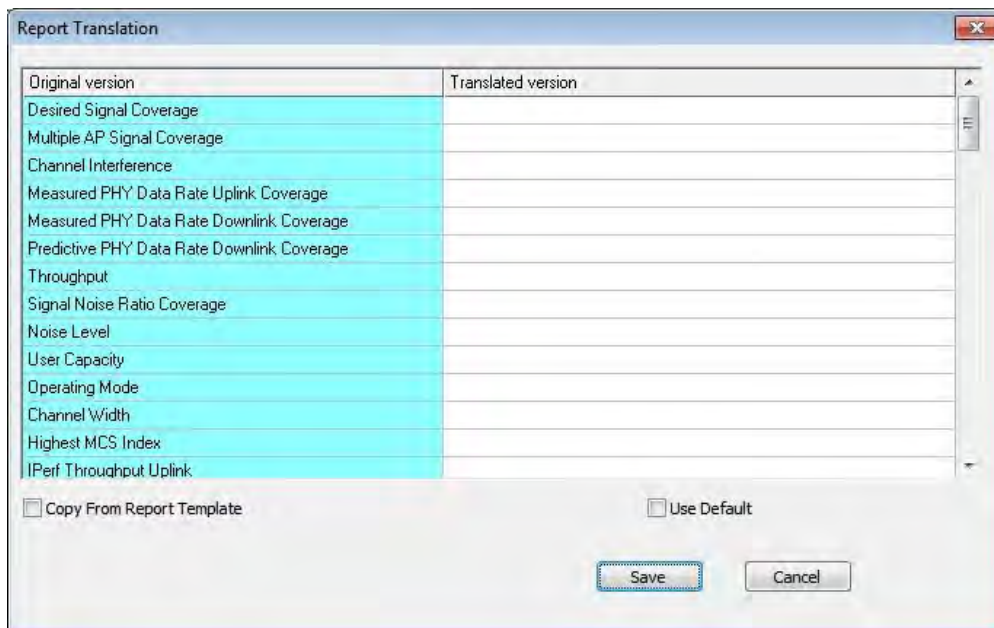 Report Translation
Original version Translated version
Desired Signal Coverage
Multiple AP Signal Coverage
Channel Interference
Measured PHY Data Rate Uplink Coverage
Measured PHY Data Rate Downlink Coverage
Predictive PHY Data Rate Downlink Coverage
Throughput
Signal Noise Ratio Coverage
Noise Level
User Capacity
Operating Mode
Channel Width
Highest MCS Index
IPerf Throughput Uplink
Copy From Report Template Use Default
Save Cancel